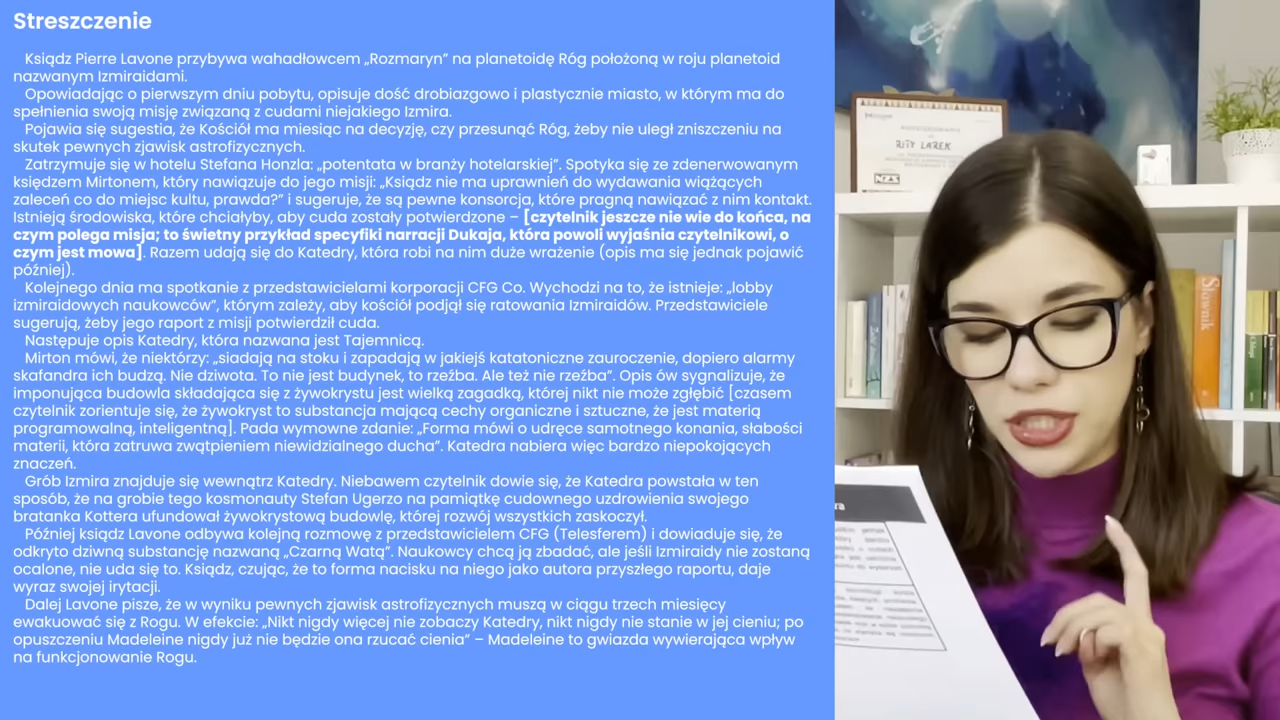 Streszczenie
Ksiądz Pierre Lavone przybywa wahadłowcem „Rozmaryn” na planetoidę Róg położoną w roju planetoid
nazwanym Izmiraidami.
Opowiadając o pierwszym dniu pobytu, opisuje dość drobiazgowo i plastycznie miasto, w którym ma do
spełnienia swoją misję związaną z cudami niejakiego Izmira.
Pojawia się sugestia, że Kościół ma miesiąc na decyzję, czy przesunąć Róg, żeby nie uległ zniszczeniu na
skutek pewnych zjawisk astrofizycznych.
Zatrzymuje się w hotelu Stefana Honzla: „potentata w branży hotelarskiej”. Spotyka się ze zdenerwowanym
księdzem Mirtonem, który nawiązuje do jego misji: „Ksiądz nie ma uprawnień do wydawania wiążących
zaleceń co do miejsc kultu, prawda?” i sugeruje, że są pewne konsorcja, które pragną nawiązać z nim kontakt.
Istnieją środowiska, które chciałyby, aby cuda zostały potwierdzone – [czytelnik jeszcze nie wie do końca, na
czym polega misja; to świetny przykład specyfiki narracji Dukaja, która powoli wyjaśnia czytelnikowi, o
czym jest mowa]. Razem udają się do Katedry, która robi na nim duże wrażenie (opis ma się jednak pojawić
później).
Kolejnego dnia ma spotkanie z przedstawicielami korporacji CFG Co. Wychodzi na to, że istnieje: „lobby
izmiraidowych naukowców”, którym zależy, aby kościół podjął się ratowania Izmiraidów. Przedstawiciele
sugerują, żeby jego raport z misji potwierdził cuda.
Następuje opis Katedry, która nazwana jest Tajemnicą.
Mirton mówi, że niektórzy: „siadają na stoku i zapadają w jakiejś katatoniczne zauroczenie, dopiero alarmy
skafandra ich budzą. Nie dziwota. To nie jest budynek, to rzeźba. Ale też nie rzeźba”. Opis ów sygnalizuje, że
imponująca budowla składająca się z żywokrystu jest wielką zagadką, której nikt nie może zgłębić [czasem
czytelnik zorientuje się, że żywokryst to substancja mającą cechy organiczne i sztuczne, że jest materią
programowalną, inteligentną]. Pada wymowne zdanie: „Forma mówi o udręce samotnego konania, słabości
materii, która zatruwa zwątpieniem niewidzialnego ducha”. Katedra nabiera więc bardzo niepokojących
znaczeń.
Grób Izmira znajduje się wewnątrz Katedry. Niebawem czytelnik dowie się, że Katedra powstała w ten
sposób, że na grobie tego kosmonauty Stefan Ugerzo na pamiątkę cudownego uzdrowienia swojego
bratanka Kottera ufundował żywokrystową budowlę, której rozwój wszystkich zaskoczył.
Później ksiądz Lavone odbywa kolejną rozmowę z przedstawicielem CFG (Telesferem) i dowiaduje się, że
odkryto dziwną substancję nazwaną „Czarną Watą”. Naukowcy chcą ją zbadać, ale jeśli Izmiraidy nie zostaną
ocalone, nie uda się to. Ksiądz, czując, że to forma nacisku na niego jako autora przyszłego raportu, daje
wyraz swojej irytacji.
Dalej Lavone pisze, że w wyniku pewnych zjawisk astrofizycznych muszą w ciągu trzech miesięcy
ewakuować się z Rogu. W efekcie: „Nikt nigdy więcej nie zobaczy Katedry, nikt nigdy nie stanie w jej cieniu; po
opuszczeniu Madeleine nigdy już nie będzie ona rzucać cienia” – Madeleine to gwiazda wywierająca wpływ
na funkcjonowanie Rogu.
Słownik